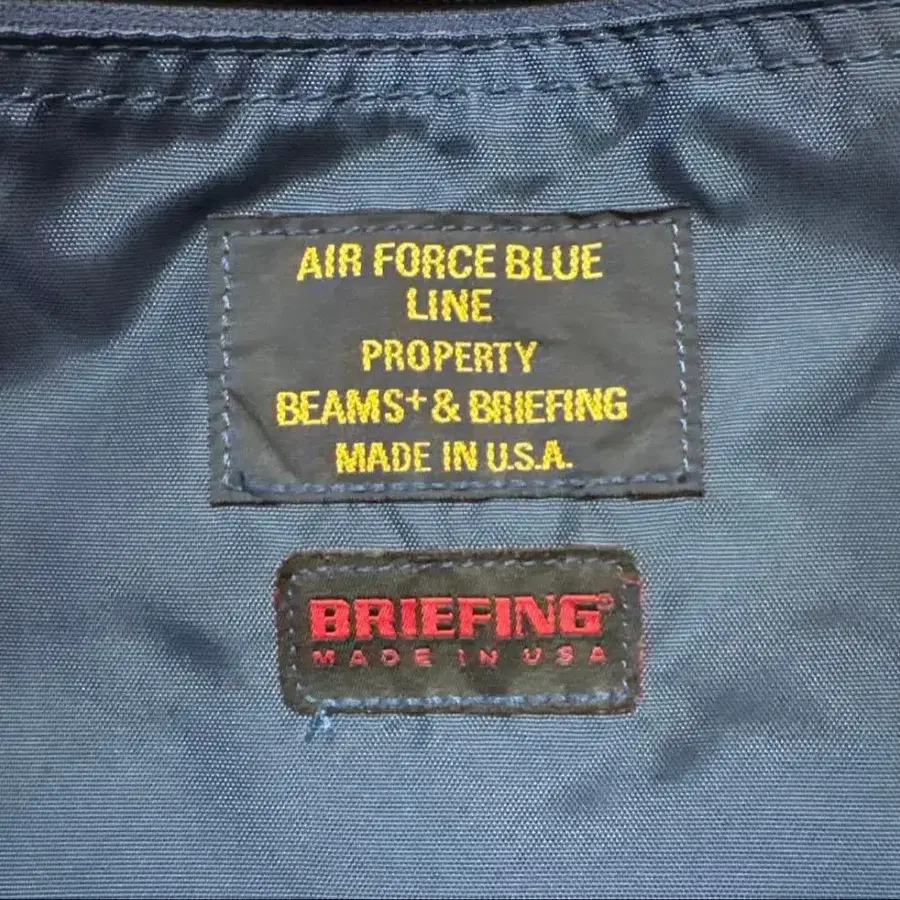 AIR FORCE BLUE
LINE
PROPERTY
BEAMS+ & BRIEFING
MADE IN U.S.A.
BRIEFING®
MADE IN USA